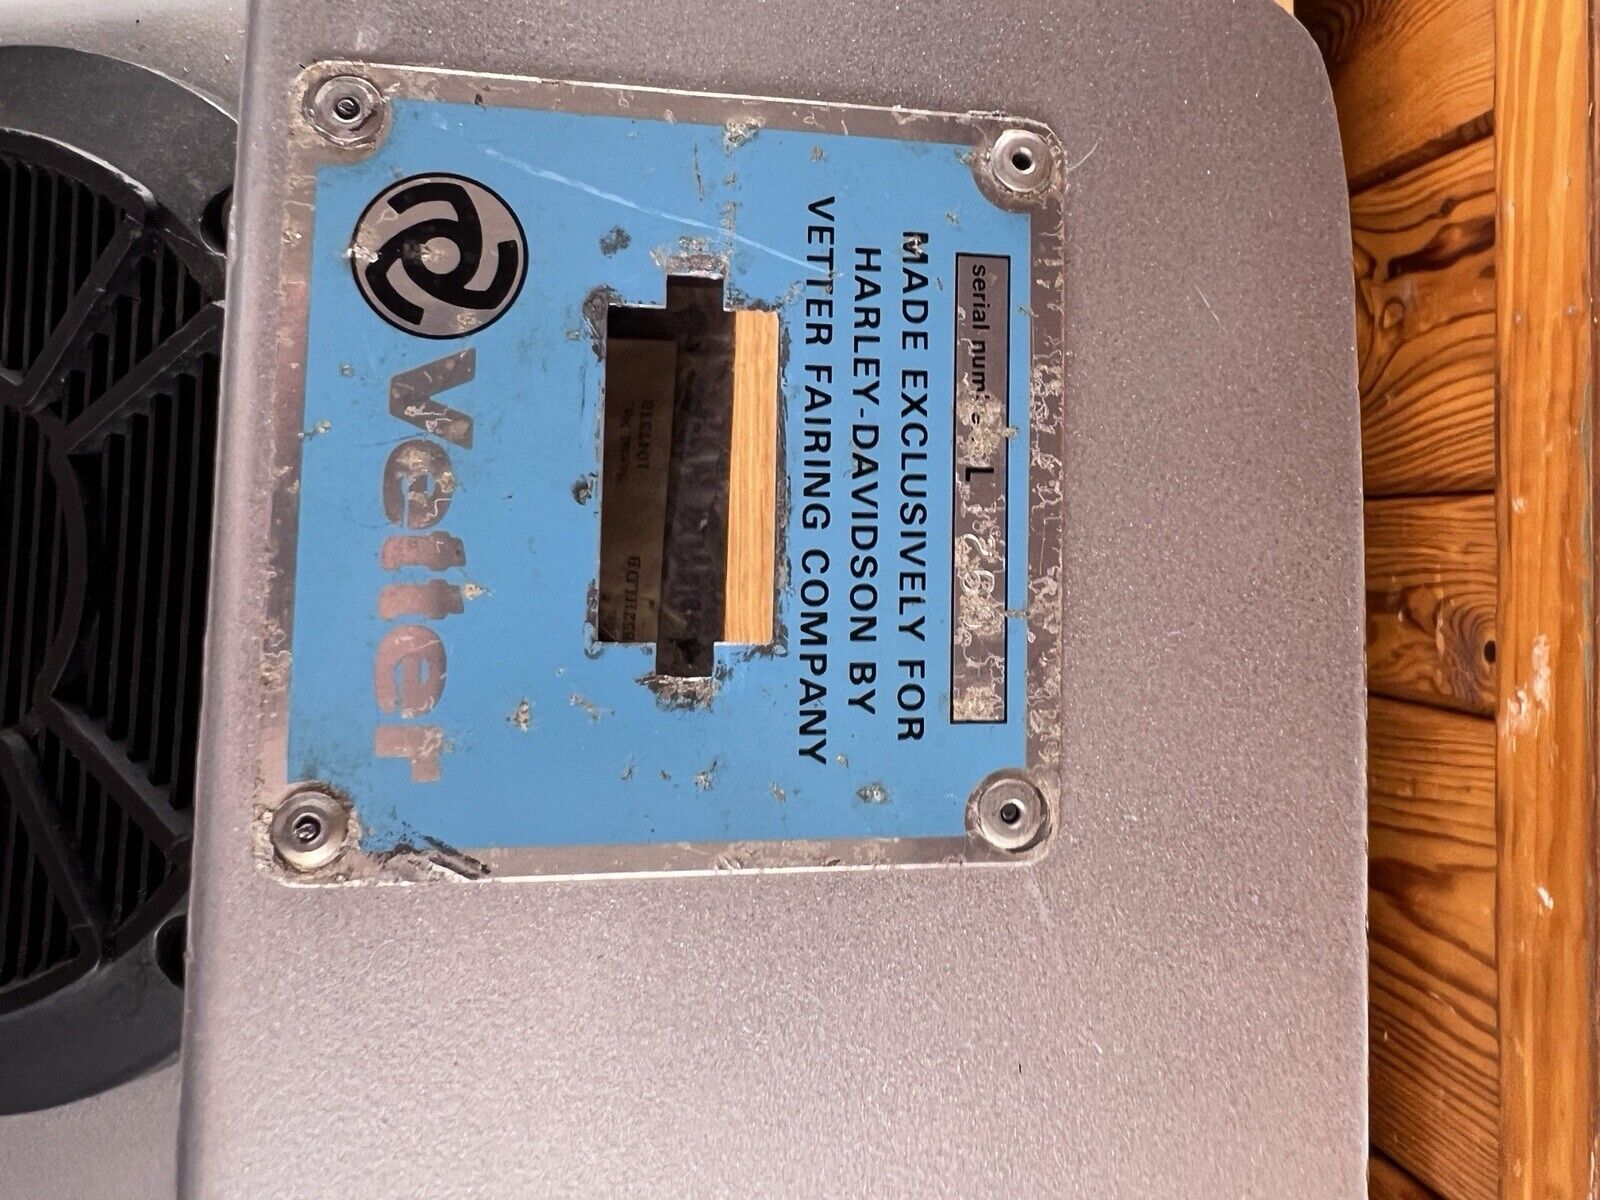 serial number L
MADE EXCLUSIVELY FOR
HARLEY-DAVIDSON BY
VETTER FAIRING COMPANY
Vetter